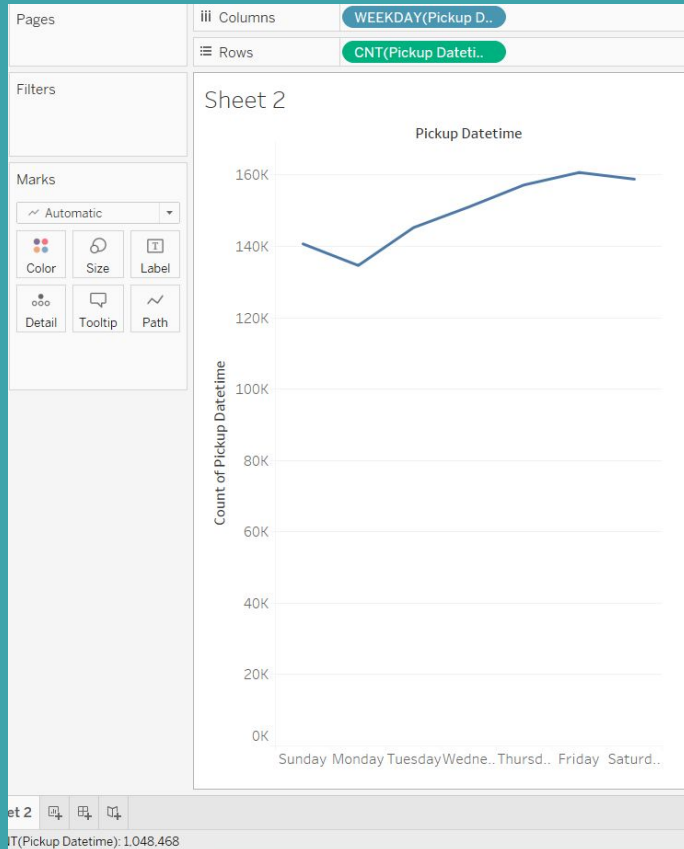 Pages
iii Columns
WEEKDAY(Pickup D..
Rows
CNT(Pickup Dateti..
Filters
Marks
Automatic
Color
Size
Label
Detail
Tooltip
Path
Sheet 2
Pickup Datetime
Count of Pickup Datetime
160K
140K
120K
100K
80K
60K
40K
20K
0K
Sunday Monday Tuesday Wedne.. Thursd.. Friday Saturd..
et 2
NT(Pickup Datetime): 1.048.468